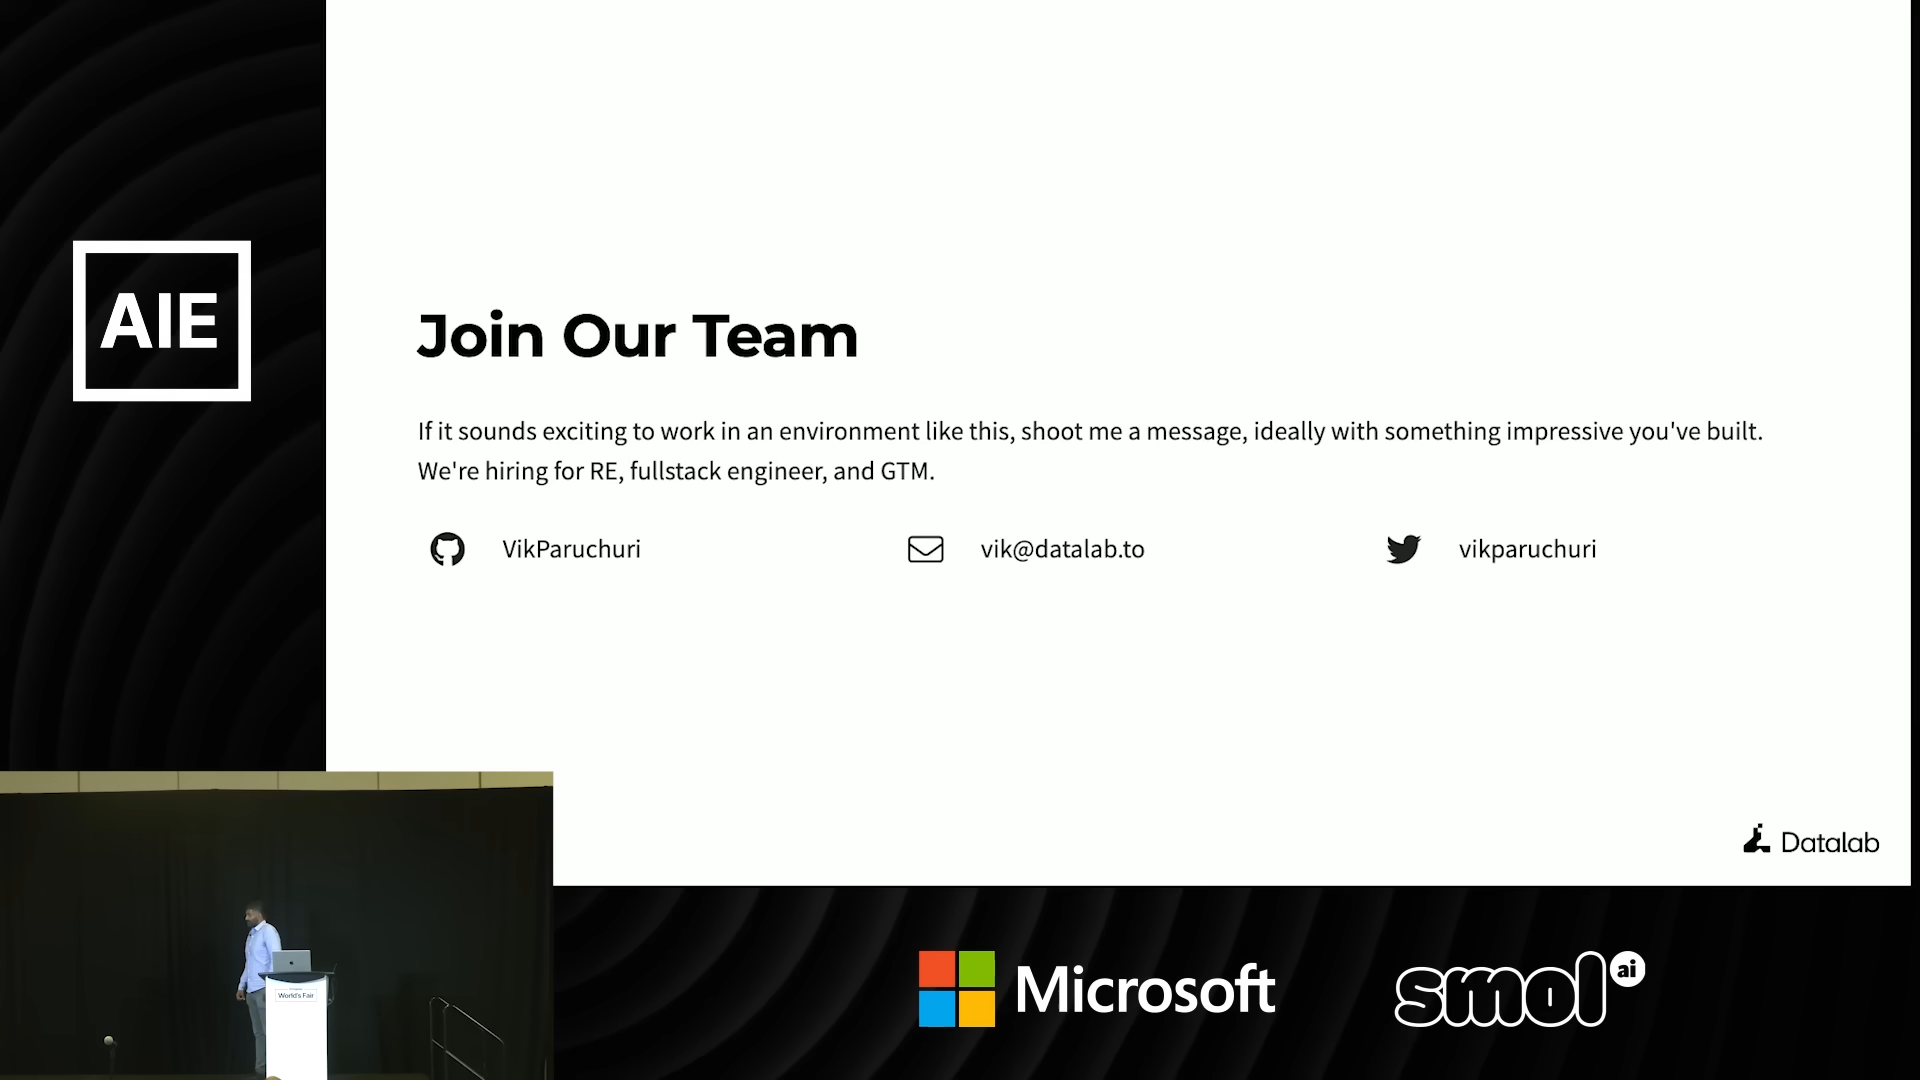 AIE
Join Our Team
If it sounds exciting to work in an environment like this, shoot me a message, ideally with something impressive you've built.
We're hiring for RE, fullstack engineer, and GTM.
VikParuchuri
vik@datalab.to
vikparuchuri
Datalab
World's Fair
Microsoft
smol ai